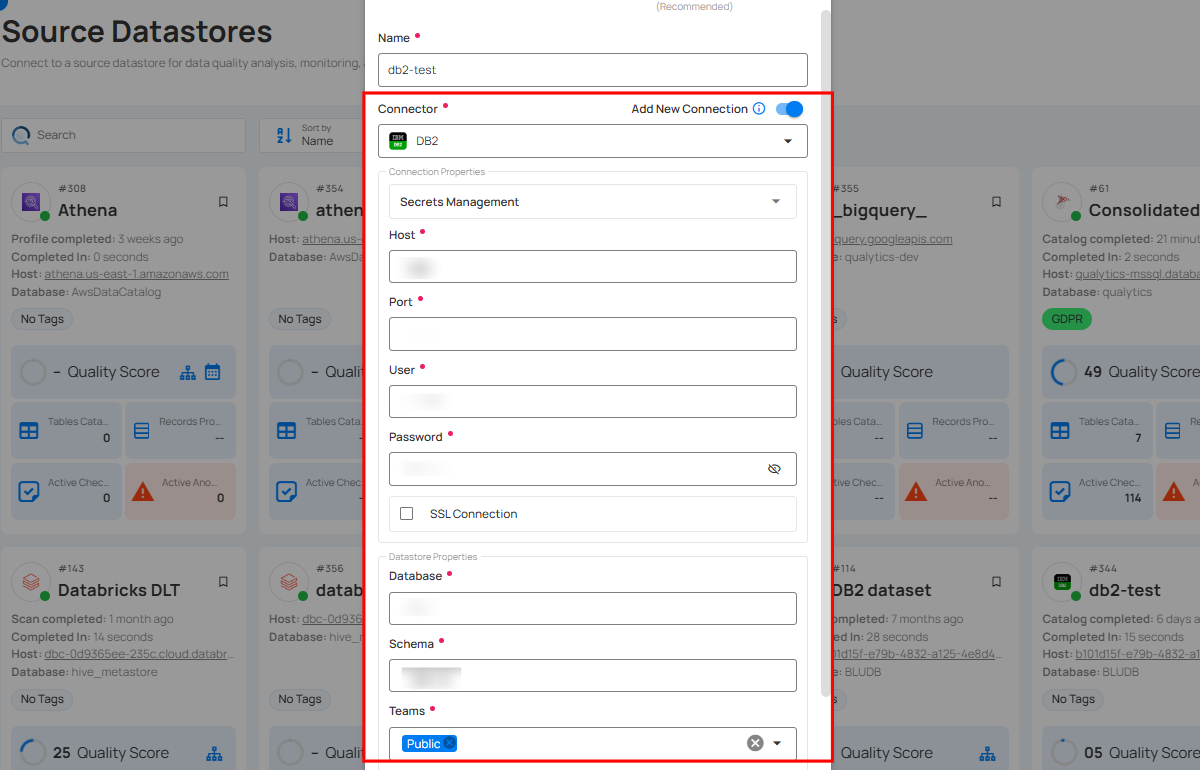 Source Datastores
Connect to a source datastore for data quality analysis, monitoring,
Search
Sort by
Name
#308
Athena
Profile completed: 3 weeks ago
Completed In: 0 seconds
Host: athena.us-east-1.amazonaws.com
Database: AwsDataCatalog
No Tags
– Quality Score
Tables Cata...
0
Records Pro...
--
Active Chec...
0
Active Ano...
0
#354
athen
Host: athena.us-
Database: AwsDa
No Tags
– Quali
Tables Cata
Active Chec
#143
Databricks DLT
Scan completed: 1 month ago
Completed In: 14 seconds
Host: dbc-0d9365ee-235c.cloud.databr...
Database: hive_metastore
No Tags
25 Quality Score
#356
datab
Host: dbc-0d936
Database: hive_
No Tags
– Quali
(Recommended)
Name
db2-test
Connector
Add New Connection
IBM
DB2
DB2
Connection Properties
Secrets Management
Host
Port
User
Password
SSL Connection
Datastore Properties
Database
Schema
Teams
Public
#355
_bigquery_
query.googleapis.com
e: qualytics-dev
s
Quality Score
bles Cata...
--
Records Pro...
--
ctive Chec...
--
Active Ano...
--
#61
Consolidated
Catalog completed: 21 minut
Completed In: 2 seconds
Host: qualytics-mssql.databa
Database: qualytics
GDPR
49 Quality Score
Tables Cata...
7
Re
Active Chec...
114
A
#114
DB2 dataset
mpleted: 7 months ago
ed In: 28 seconds
101d15f-e79b-4832-a125-4e8d4...
e: BLUDB
s
Quality Score
#344
db2-test
Catalog completed: 6 days a
Completed In: 15 seconds
Host: b101d15f-e79b-4832-a1
Database: BLUDB
No Tags
05 Quality Score